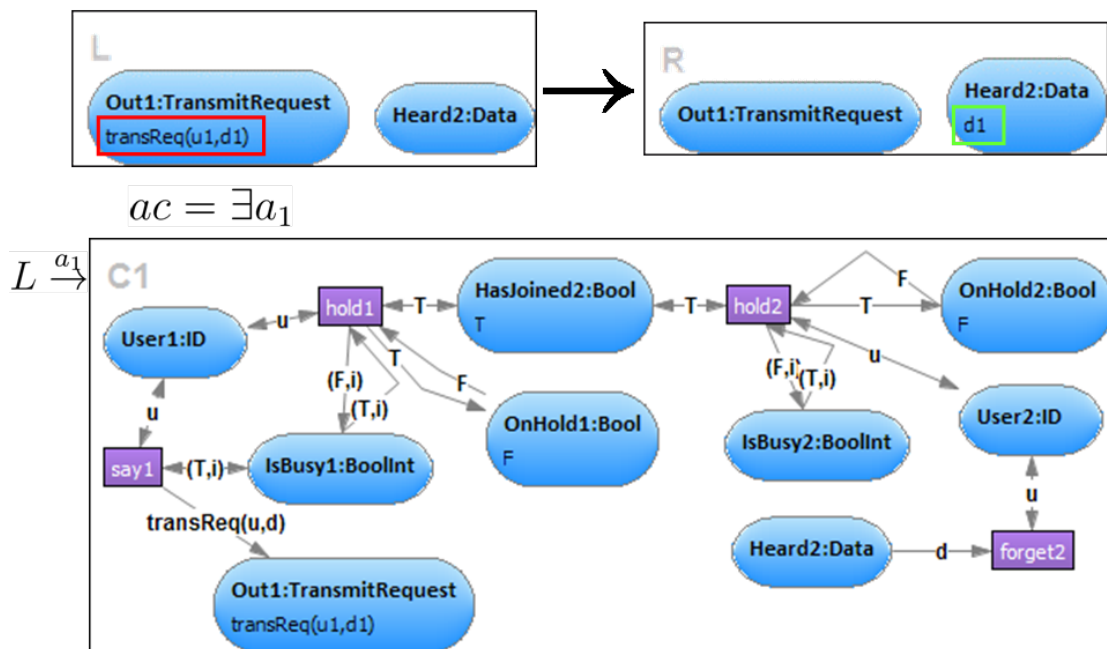 L
Out1:TransmitRequest
transReq(u1,d1)
Heard2:Data
R
Out1:TransmitRequest
Heard2:Data
d1
ac = ∃a₁
L →a₁
C1
User1:ID
u
hold1
T
HasJoined2:Bool
T
T
hold2
F
T
OnHold2:Bool
F
(F,i)
(T,i)
T
F
OnHold1:Bool
F
(F,i)
(T,i)
u
User2:ID
u
say1
(T,i)
IsBusy1:BoolInt
IsBusy2:BoolInt
u
transReq(u,d)
Heard2:Data
d
forget2
Out1:TransmitRequest
transReq(u1,d1)